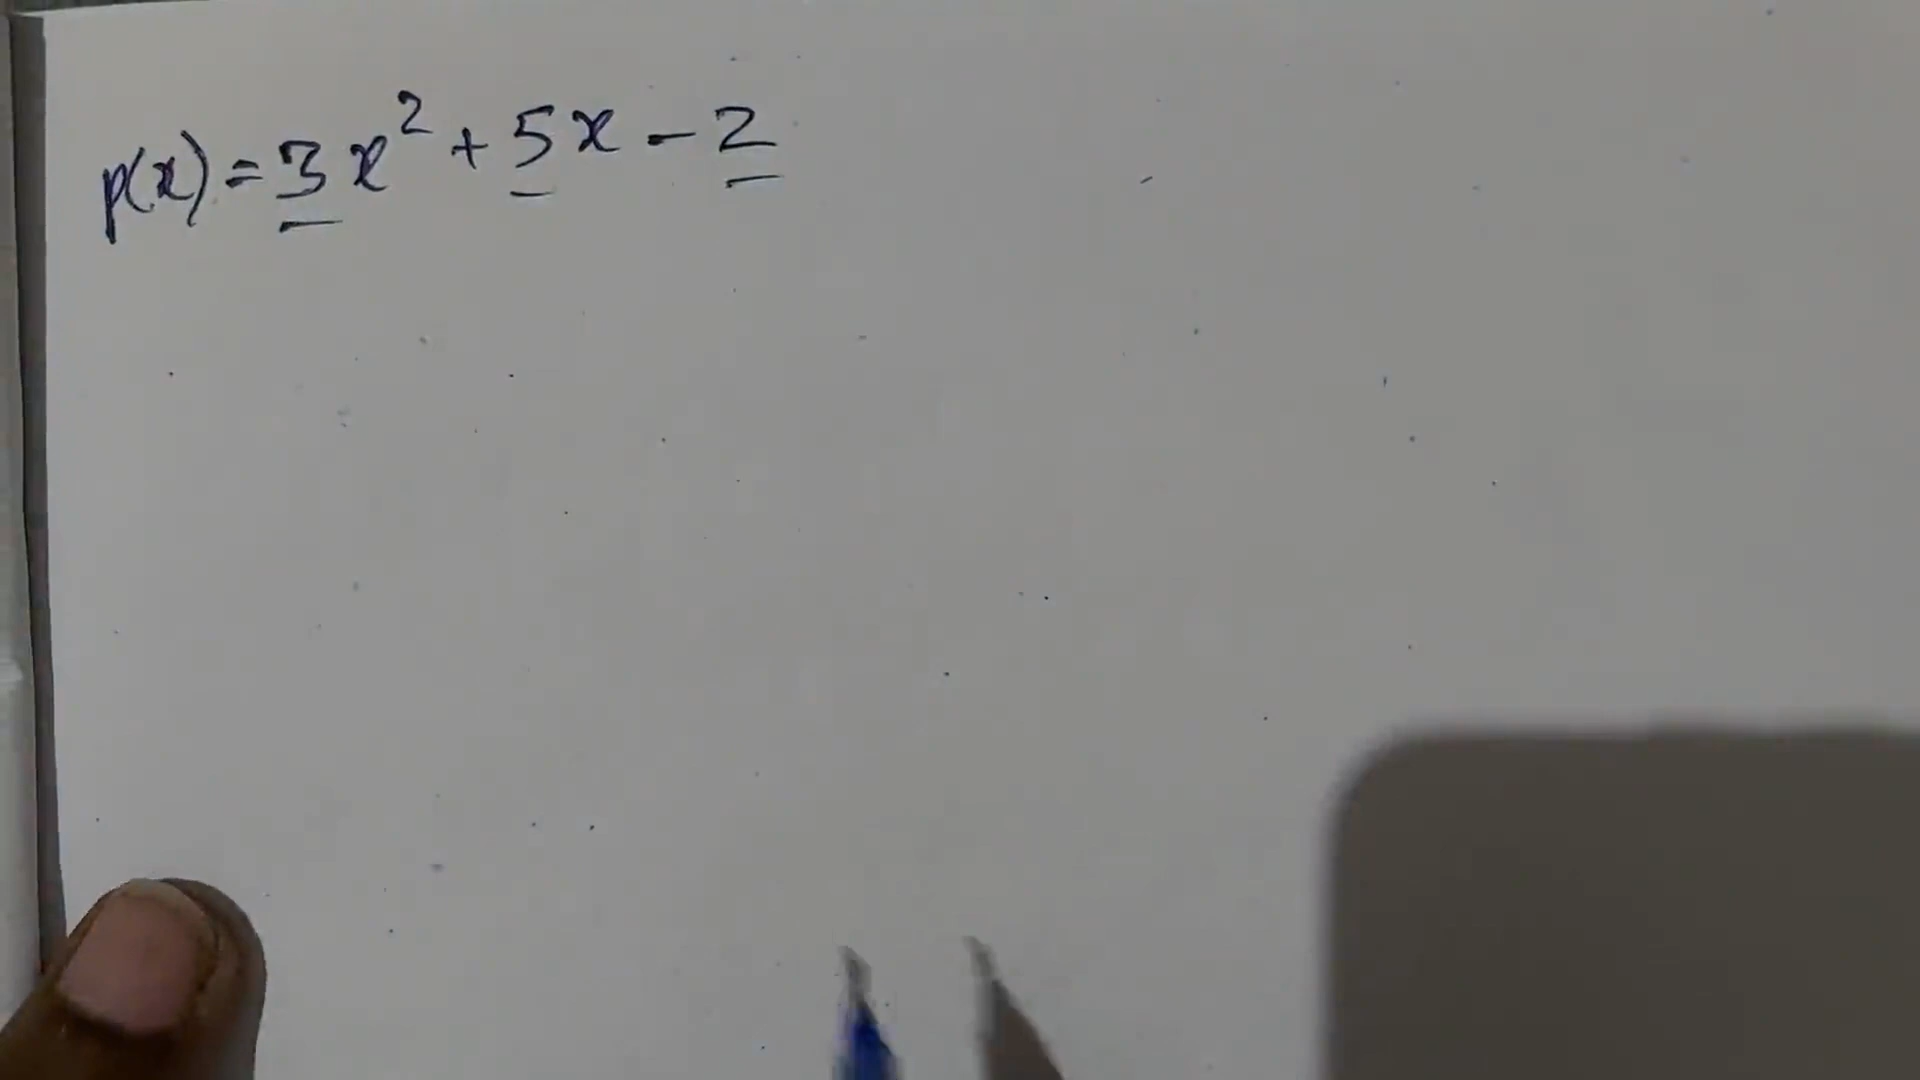 p(x) = 3x² + 5x - 2